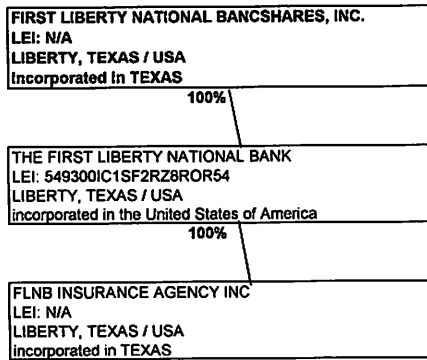 FIRST LIBERTY NATIONAL BANCSHARES, INC.
LEI: N/A
LIBERTY, TEXAS / USA
Incorporated in TEXAS
100%
THE FIRST LIBERTY NATIONAL BANK
LEI: 549300IC1SF2RZ8ROR54
LIBERTY, TEXAS / USA
incorporated in the United States of America
100%
FLNB INSURANCE AGENCY INC
LEI: N/A
LIBERTY, TEXAS / USA
incorporated in TEXAS